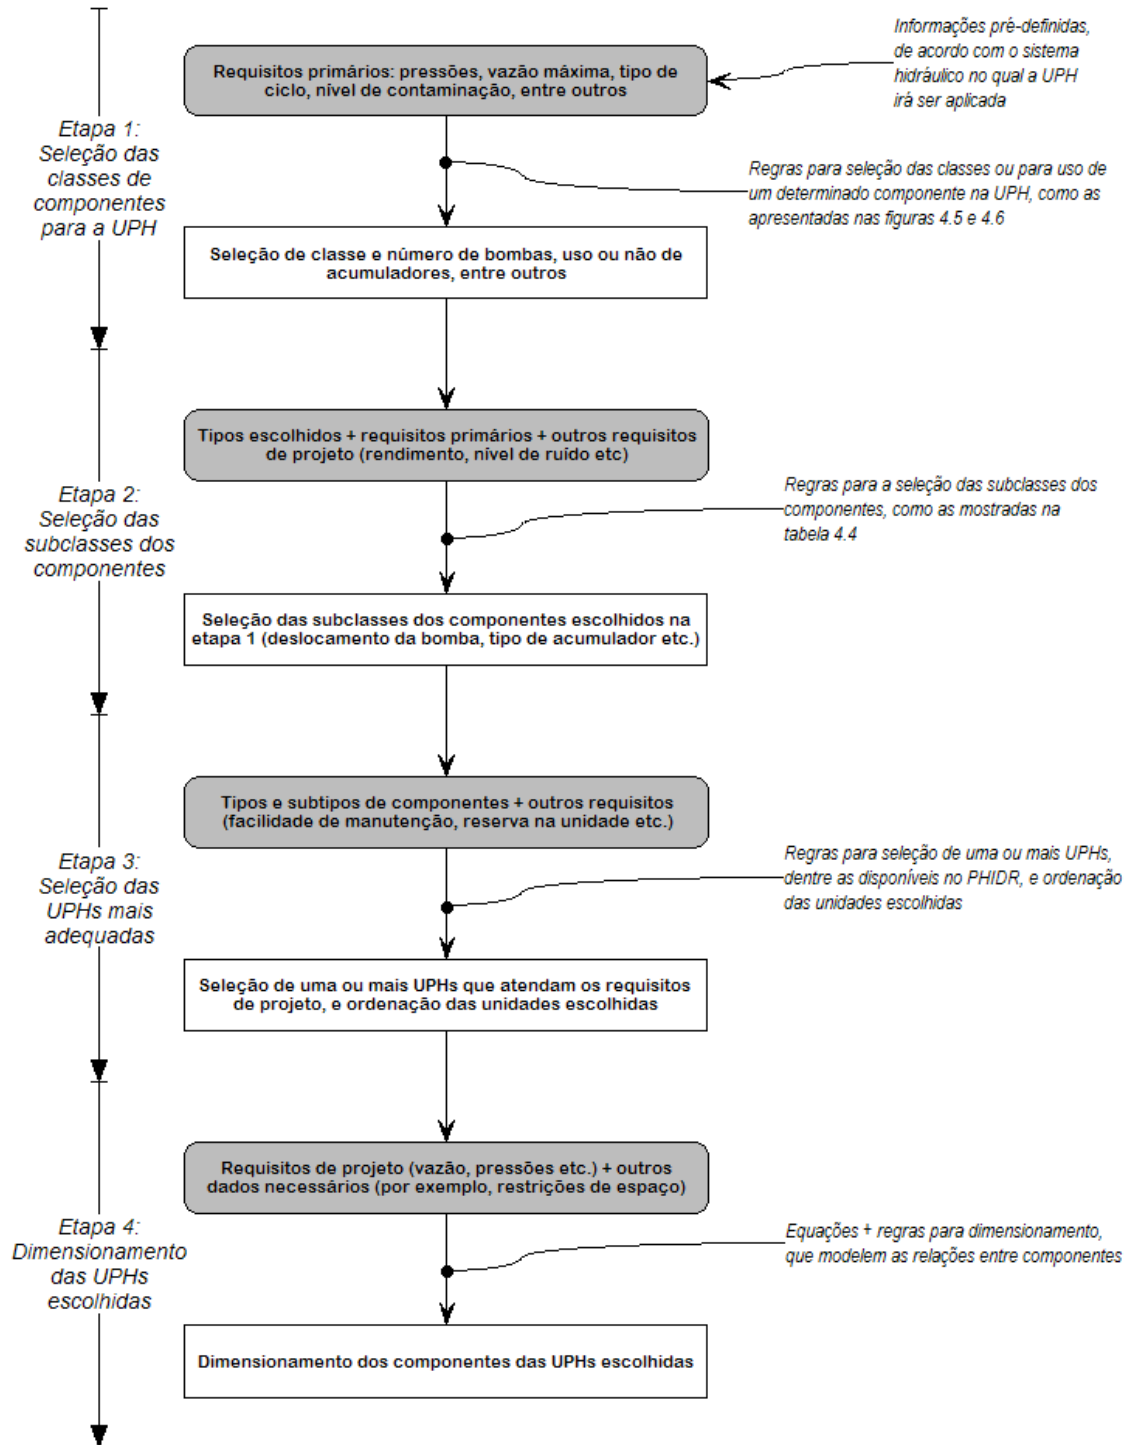 Informações pré-definidas,
de acordo com o sistema
hidráulico no qual a UPH
irá ser aplicada
Requisitos primários: pressões, vazão máxima, tipo de
ciclo, nível de contaminação, entre outros
Etapa 1:
Seleção das
classes de
componentes
para a UPH
Regras para seleção das classes ou para uso de
um determinado componente na UPH, como as
apresentadas nas figuras 4.5 e 4.6
Seleção de classe e número de bombas, uso ou não de
acumuladores, entre outros
Tipos escolhidos + requisitos primários + outros requisitos
de projeto (rendimento, nível de ruído etc)
Etapa 2:
Seleção das
subclasses dos
componentes
Regras para a seleção das subclasses dos
componentes, como as mostradas na
tabela 4.4
Seleção das subclasses dos componentes escolhidos na
etapa 1 (deslocamento da bomba, tipo de acumulador etc.)
Tipos e subtipos de componentes + outros requisitos
(facilidade de manutenção, reserva na unidade etc.)
Etapa 3:
Seleção das
UPHs mais
adequadas
Regras para seleção de uma ou mais UPHs,
dentre as disponíveis no PHIDR, e ordenação
das unidades escolhidas
Seleção de uma ou mais UPHs que atendam os requisitos
de projeto, e ordenação das unidades escolhidas
Requisitos de projeto (vazão, pressões etc.) + outros
dados necessários (por exemplo, restrições de espaço)
Etapa 4:
Dimensionamento
das UPHs
escolhidas
Equações + regras para dimensionamento,
que modelem as relações entre componentes
Dimensionamento dos componentes das UPHs escolhidas